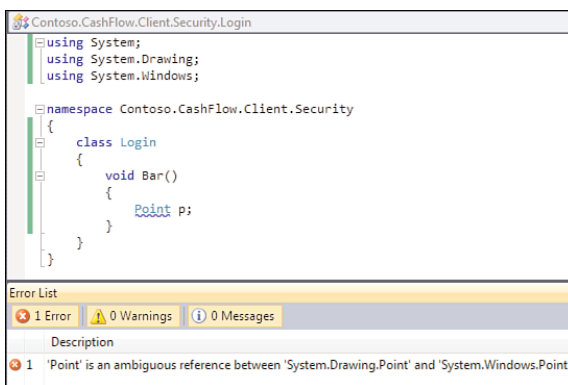 Contoso.CashFlow.Client.Security.Login
using System;
using System.Drawing;
using System.Windows;
namespace Contoso.CashFlow.Client.Security
{
class Login
{
void Bar()
{
Point p;
}
}
}
Error List
1 Error 0 Warnings 0 Messages
Description
1 'Point' is an ambiguous reference between 'System.Drawing.Point' and 'System.Windows.Point